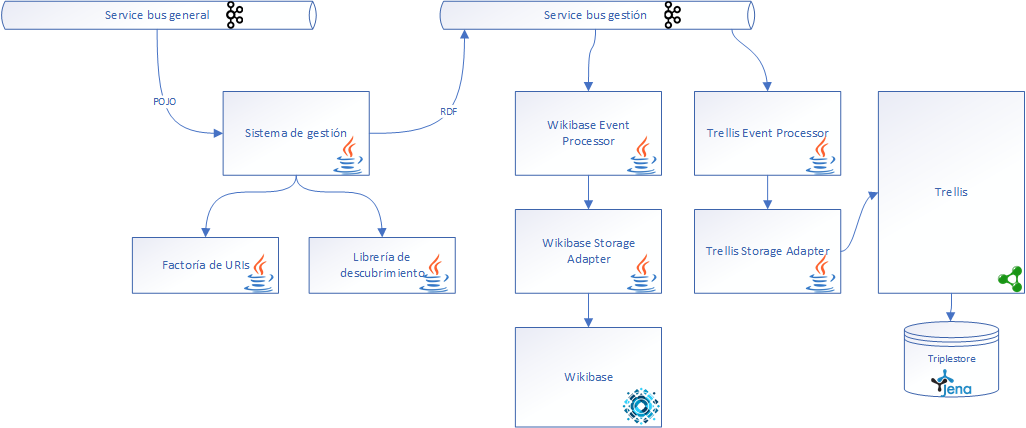 Service bus general
Service bus gestión
POJO
RDF
Sistema de gestión
Wikibase Event
Processor
Trellis Event Processor
Trellis
Factoría de URIs
Librería de
descubrimiento
Wikibase Storage
Adapter
Trellis Storage Adapter
Wikibase
Triplestore
Jena